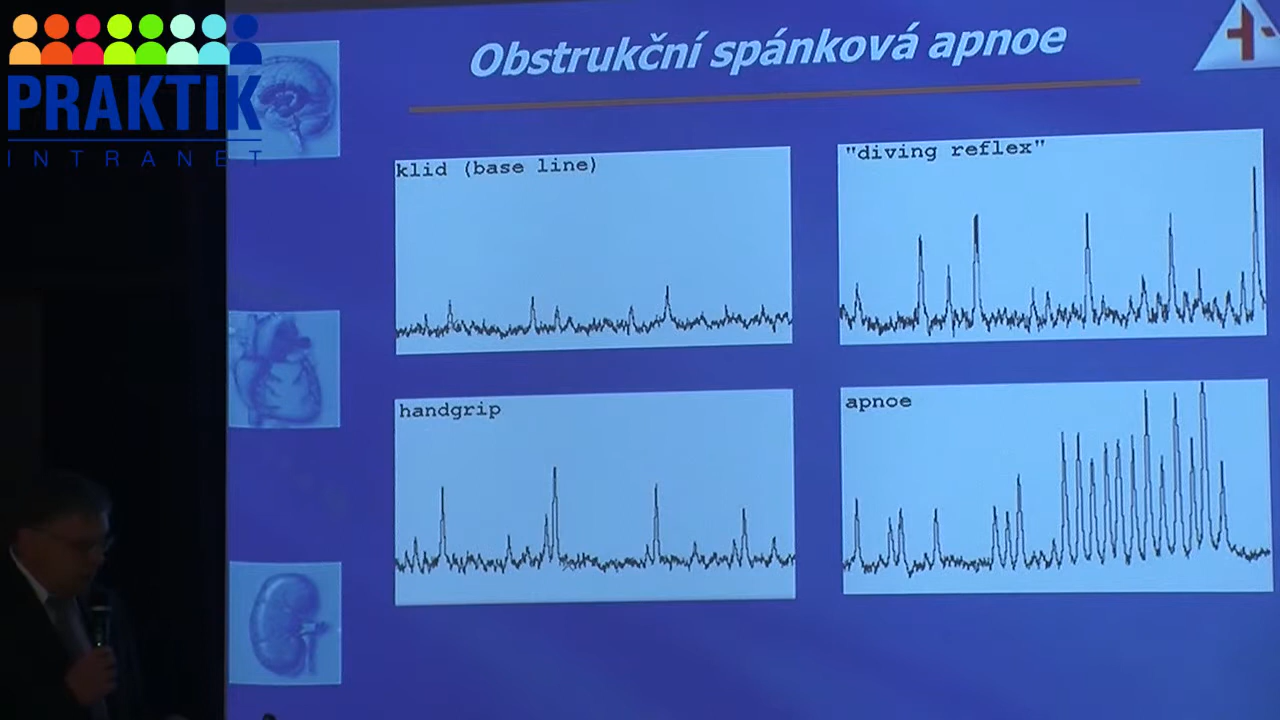 PRAKTIK
INTRANET
Obstrukční spánková apnoe
klid (base line)
"diving reflex"
handgrip
apnoe